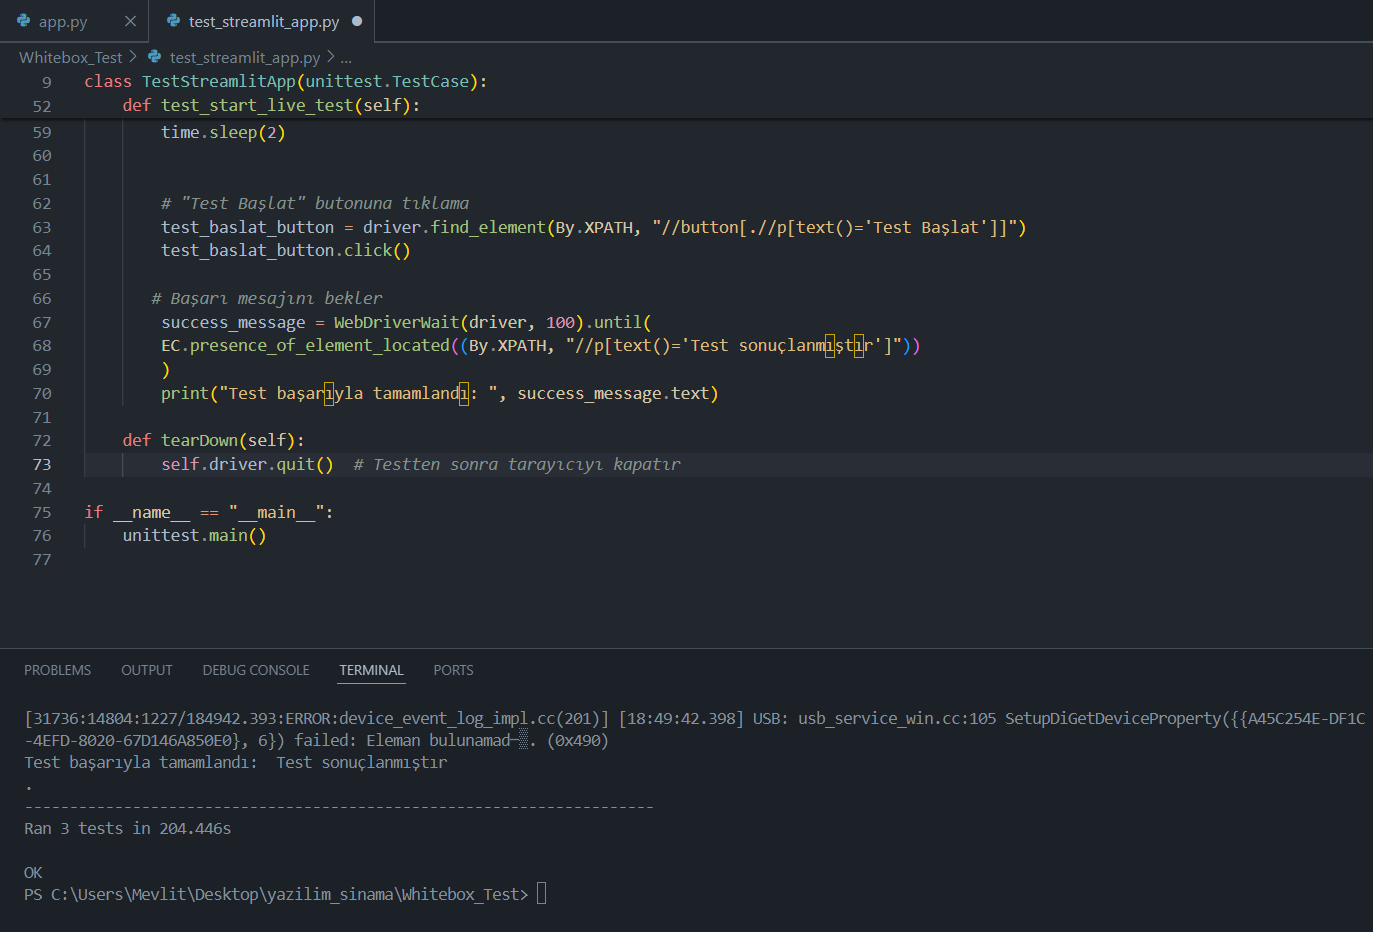 app.py
test_streamlit_app.py
Whitebox_Test > test_streamlit_app.py > ...
9 class TestStreamlitApp(unittest.TestCase):
52 def test_start_live_test(self):
59 time.sleep(2)
60
61
62 # "Test Başlat" butonuna tıklama
63 test_baslat_button = driver.find_element(By.XPATH, "//button[.//p[text()='Test Başlat']]")
64 test_baslat_button.click()
65
66 # Başarı mesajını bekler
67 success_message = WebDriverWait(driver, 100).until(
68 EC.presence_of_element_located((By.XPATH, "//p[text()='Test sonuçlanmıştır']"))
69 )
70 print("Test başarıyla tamamlandı: ", success_message.text)
71
72 def tearDown(self):
73 self.driver.quit()  # Testten sonra tarayıcıyı kapatır
74
75 if __name__ == "__main__":
76 unittest.main()
77
PROBLEMS OUTPUT DEBUG CONSOLE TERMINAL PORTS
[31736:14804:1227/184942.393:ERROR:device_event_log_impl.cc(201)] [18:49:42.398] USB: usb_service_win.cc:105 SetupDiGetDeviceProperty({{A45C254E-DF1C
-4EFD-8020-67D146A850E0}, 6}) failed: Eleman bulunamad─▒. (0x490)
Test başarıyla tamamlandı:  Test sonuçlanmıştır
.
----------------------------------------------------------------------
Ran 3 tests in 204.446s
OK
PS C:\Users\Mevlit\Desktop\yazilim_sinama\Whitebox_Test>